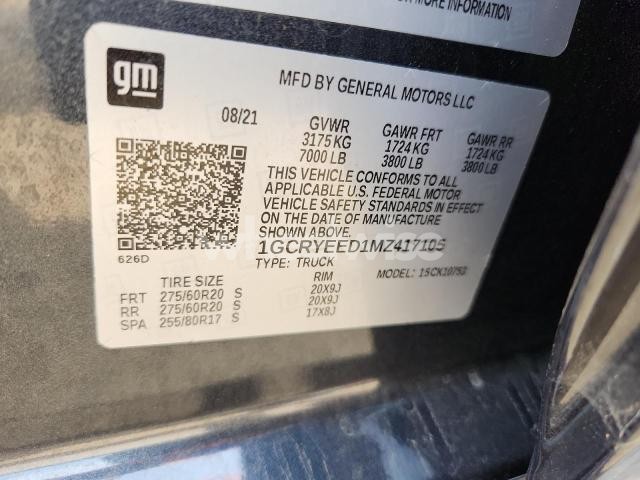 OR MORE INFORMATION
gm
MFD BY GENERAL MOTORS LLC
08/21 GVWR GAWR FRT GAWR RR
3175 KG 1724 KG 1724 KG
7000 LB 3800 LB 3800 LB
THIS VEHICLE CONFORMS TO ALL
APPLICABLE U.S. FEDERAL MOTOR
VEHICLE SAFETY STANDARDS IN EFFECT
ON THE DATE OF MANUFACTURE
SHOWN ABOVE.
1GCRYEED1MZ417105
626D
TYPE: TRUCK MODEL: 15CK10753
TIRE SIZE RIM
FRT 275/60R20 S 20X9J
RR 275/60R20 S 20X9J
SPA 255/80R17 S 17X8J